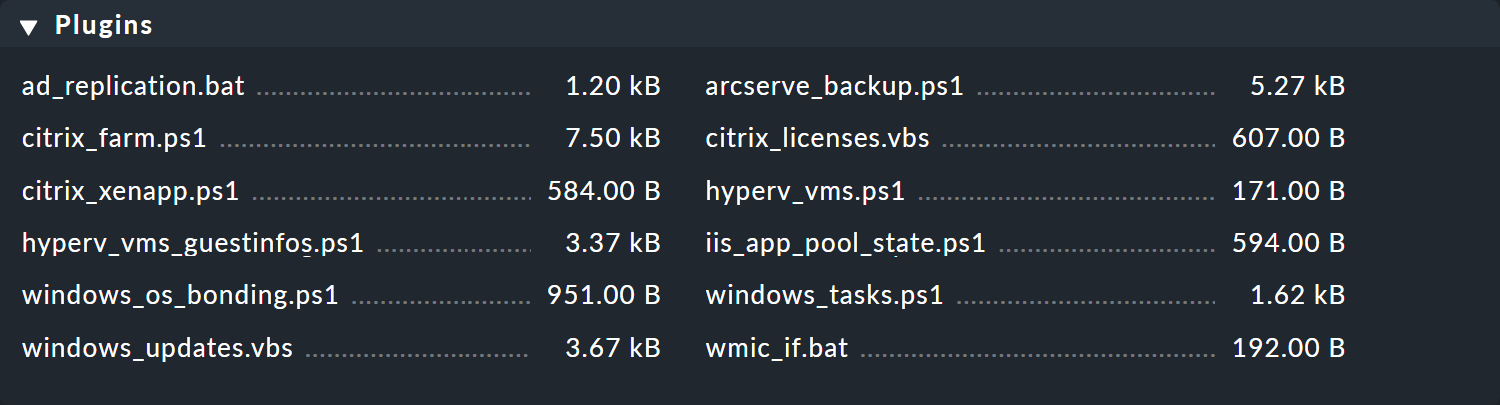 Plugins
ad_replication.bat 1.20 kB arcserve_backup.ps1 5.27 kB
citrix_farm.ps1 7.50 kB citrix_licenses.vbs 607.00 B
citrix_xenapp.ps1 584.00 B hyperv_vms.ps1 171.00 B
hyperv_vms_guestinfos.ps1 3.37 kB iis_app_pool_state.ps1 594.00 B
windows_os_bonding.ps1 951.00 B windows_tasks.ps1 1.62 kB
windows_updates.vbs 3.67 kB wmic_if.bat 192.00 B